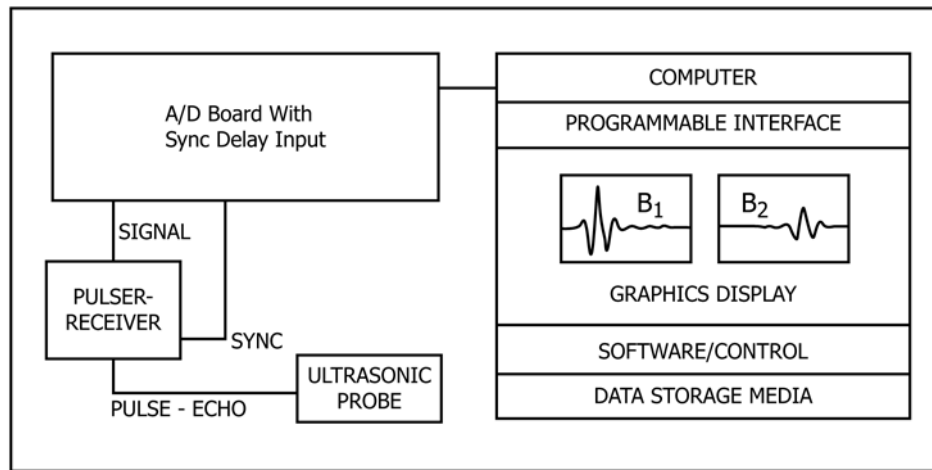 A/D Board With
Sync Delay Input
SIGNAL
PULSER-
RECEIVER
SYNC
PULSE - ECHO
ULTRASONIC
PROBE
COMPUTER
PROGRAMMABLE INTERFACE
B₁
B₂
GRAPHICS DISPLAY
SOFTWARE/CONTROL
DATA STORAGE MEDIA